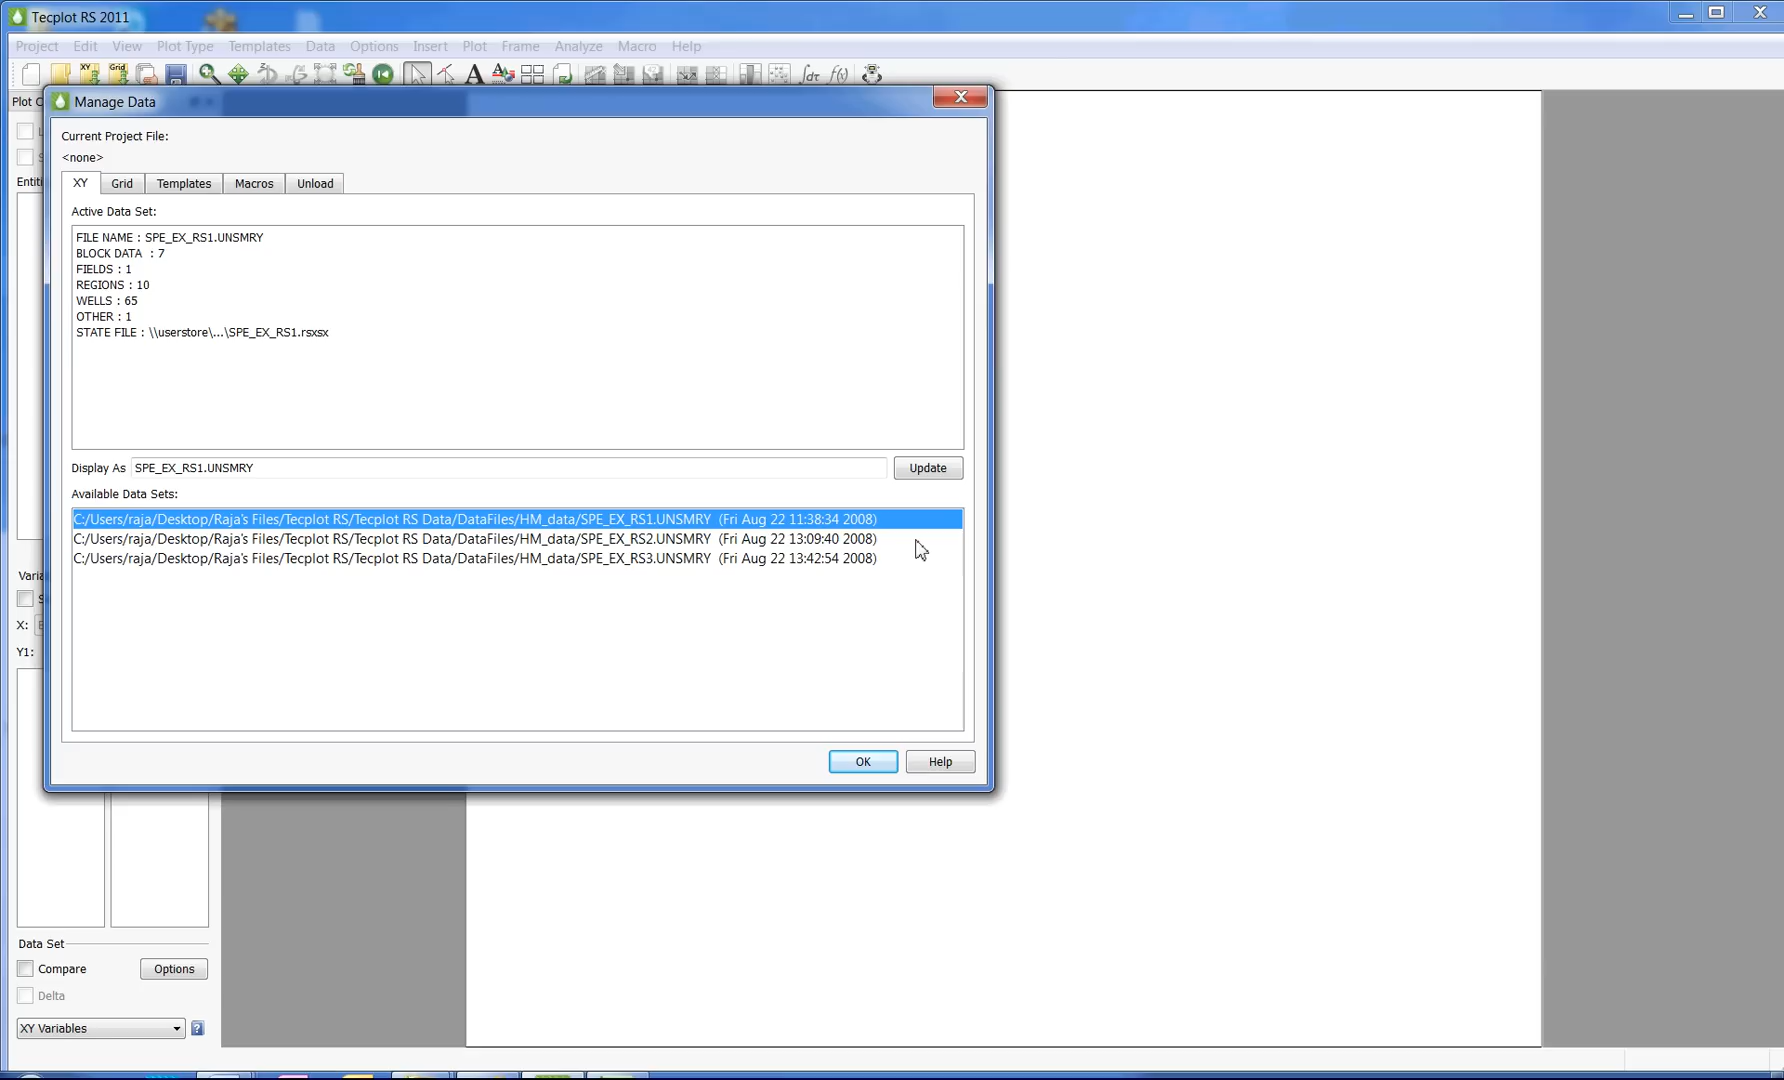 Tecplot RS 2011
Project Edit View Plot Type Templates Data Options Insert Plot Frame Analyze Macro Help
XY Grid A ∫dτ f(x)
Plot
Manage Data
Current Project File:
<none>
XY Grid Templates Macros Unload
Active Data Set:
FILE NAME : SPE_EX_RS1.UNSMRY
BLOCK DATA : 7
FIELDS : 1
REGIONS : 10
WELLS : 65
OTHER : 1
STATE FILE : \\userstore\...\SPE_EX_RS1.rsxsx
Display As SPE_EX_RS1.UNSMRY Update
Available Data Sets:
C:/Users/raja/Desktop/Raja's Files/Tecplot RS/Tecplot RS Data/DataFiles/HM_data/SPE_EX_RS1.UNSMRY (Fri Aug 22 11:38:34 2008)
C:/Users/raja/Desktop/Raja's Files/Tecplot RS/Tecplot RS Data/DataFiles/HM_data/SPE_EX_RS2.UNSMRY (Fri Aug 22 13:09:40 2008)
C:/Users/raja/Desktop/Raja's Files/Tecplot RS/Tecplot RS Data/DataFiles/HM_data/SPE_EX_RS3.UNSMRY (Fri Aug 22 13:42:54 2008)
OK Help
Entiti
Varia
X:
Y1:
Data Set
Compare Options
Delta
XY Variables ?